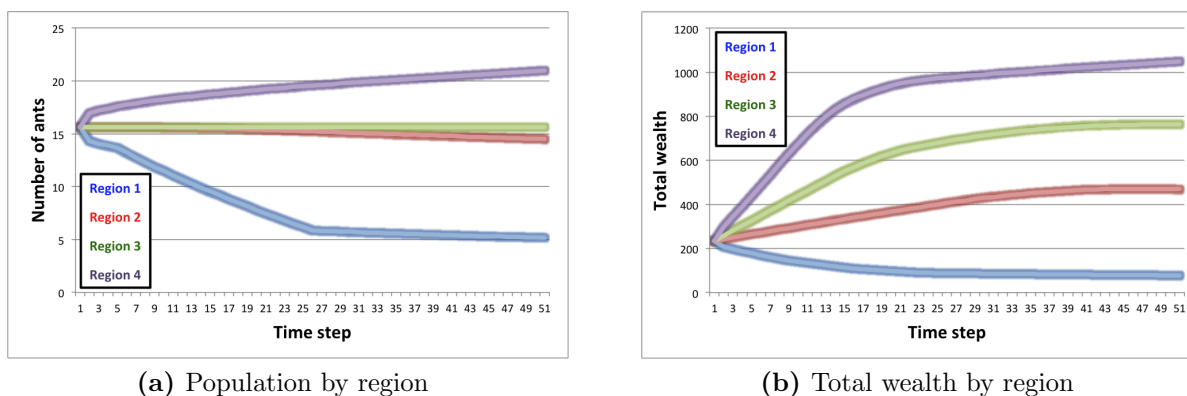 25
20
15
10
5
0
Number of ants
Region 1
Region 2
Region 3
Region 4
1 3 5 7 9 11 13 15 17 19 21 23 25 27 29 31 33 35 37 39 41 43 45 47 49 51
Time step
(a) Population by region
1200
1000
800
600
400
200
0
Total wealth
Region 1
Region 2
Region 3
Region 4
1 3 5 7 9 11 13 15 17 19 21 23 25 27 29 31 33 35 37 39 41 43 45 47 49 51
Time step
(b) Total wealth by region